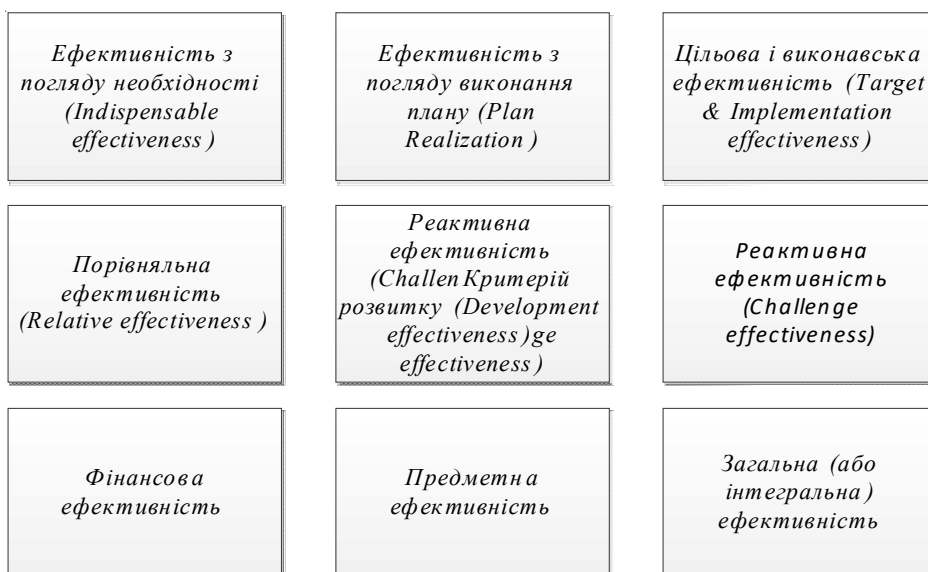 Ефективність з
погляду необхідності
(Indispensable
effectiveness )
Ефективність з
погляду виконання
плану (Plan
Realization )
Цільова і виконавська
ефективність (Target
& Implementation
effectiveness )
Порівняльна
ефективність
(Relative effectiveness )
Реактивна
ефективність
(Challen Критерій
розвитку (Development
effectiveness )ge
effectiveness )
Реактивна
ефективність
(Challenge
effectiveness)
Фінансова
ефективність
Предметна
ефективність
Загальна (або
інтегральна )
ефективність